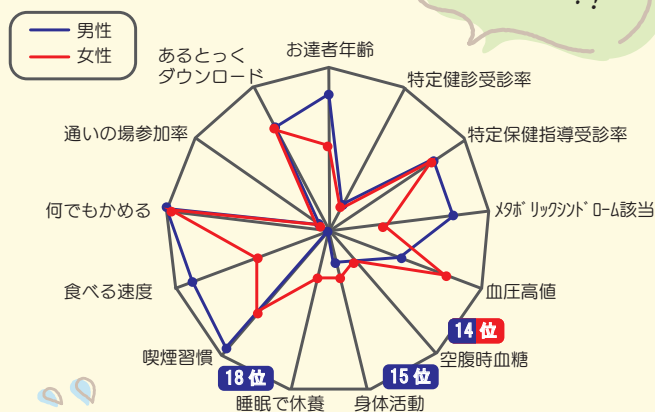 ??
男性
女性
お達者年齢
あるとっく
ダウンロード
特定健診受診率
通いの場参加率
特定保健指導受診率
何でもかめる
ﾒﾀﾎﾞﾘｯｸｼﾝﾄﾞﾛｰﾑ該当
食べる速度
血圧高値
14位
喫煙習慣
空腹時血糖
18位
15位
睡眠で休養
身体活動